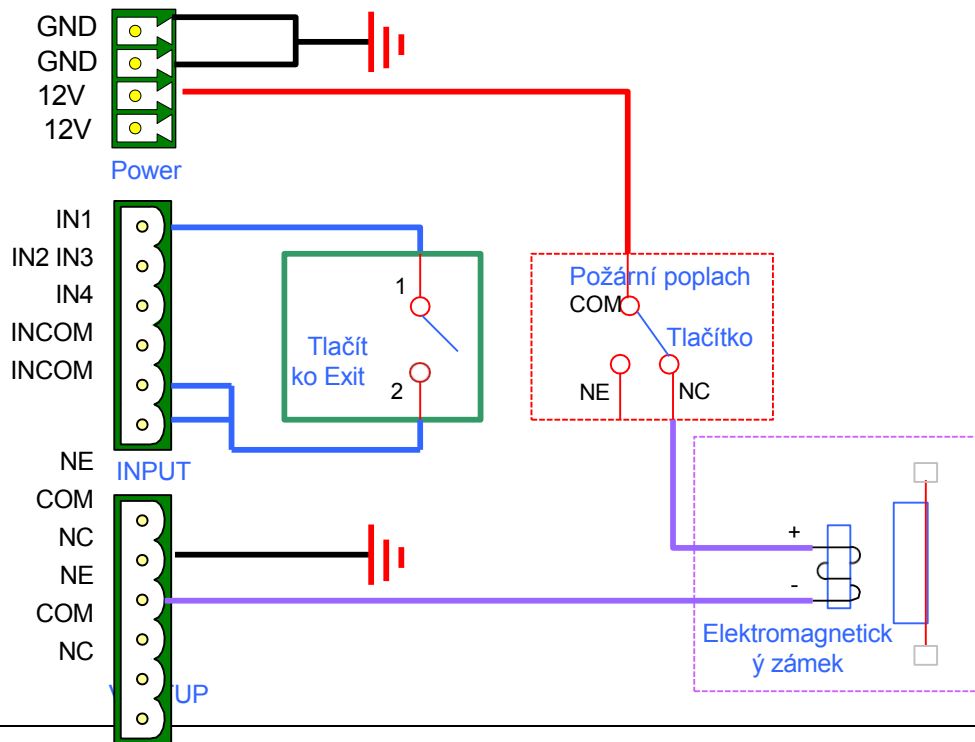 GND
GND
12V
12V
Power
IN1
IN2 IN3
IN4
INCOM
INCOM
INPUT
1
Tlačít
ko Exit
2
Požární poplach
COM
Tlačítko
NE
NC
NE
COM
NC
NE
COM
NC
TUP
+
-
Elektromagnetick
ý zámek